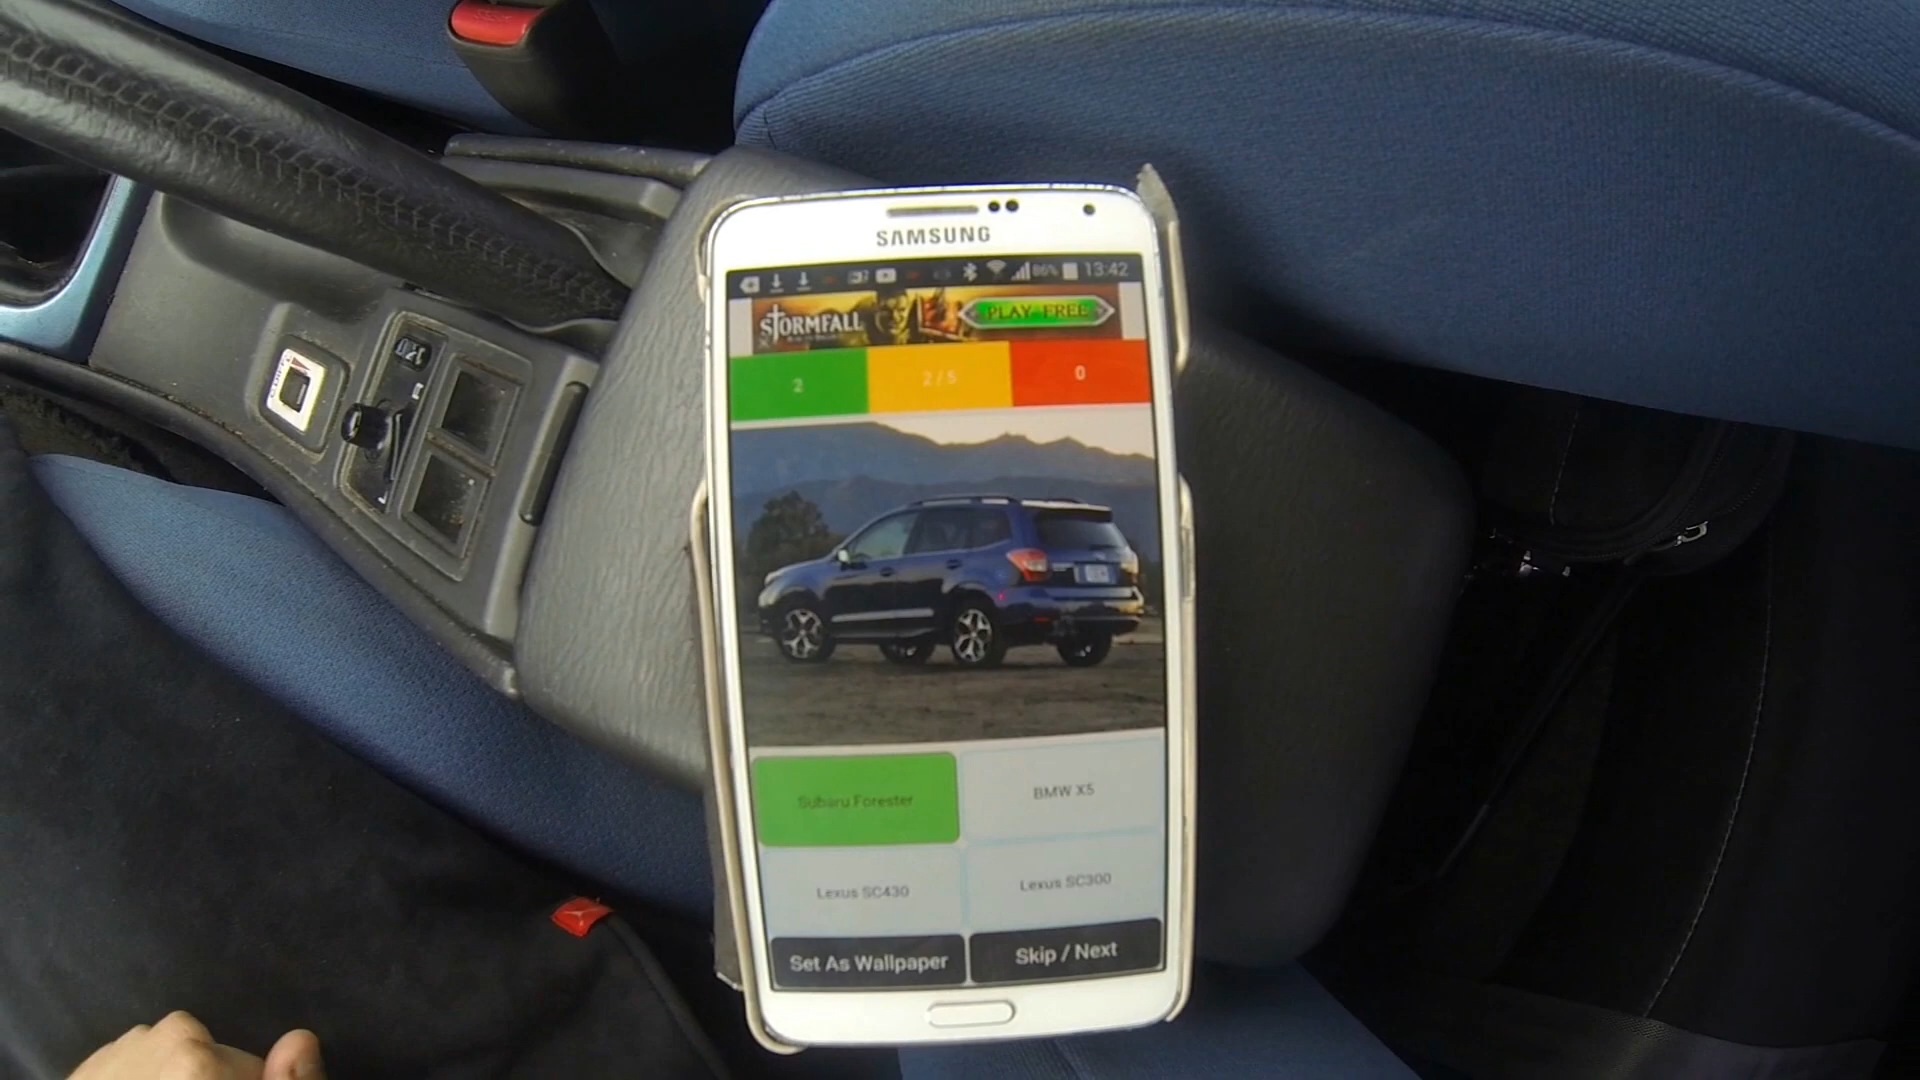 SAMSUNG
86% 13:42
STORMFALL
PLAY FREE
2
2 / 5
0
Subaru Forester
BMW X5
Lexus SC430
Lexus SC300
Set As Wallpaper
Skip / Next